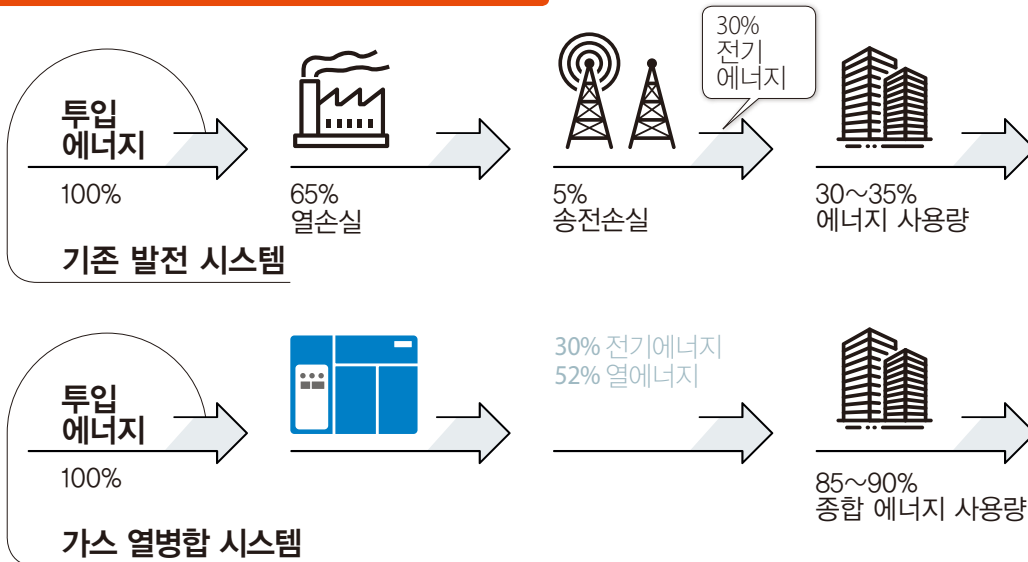 30%
전기
에너지
투입
에너지
100%
65%
열손실
5%
송전손실
30~35%
에너지 사용량
기존 발전 시스템
30% 전기에너지
52% 열에너지
투입
에너지
100%
85~90%
종합 에너지 사용량
가스 열병합 시스템